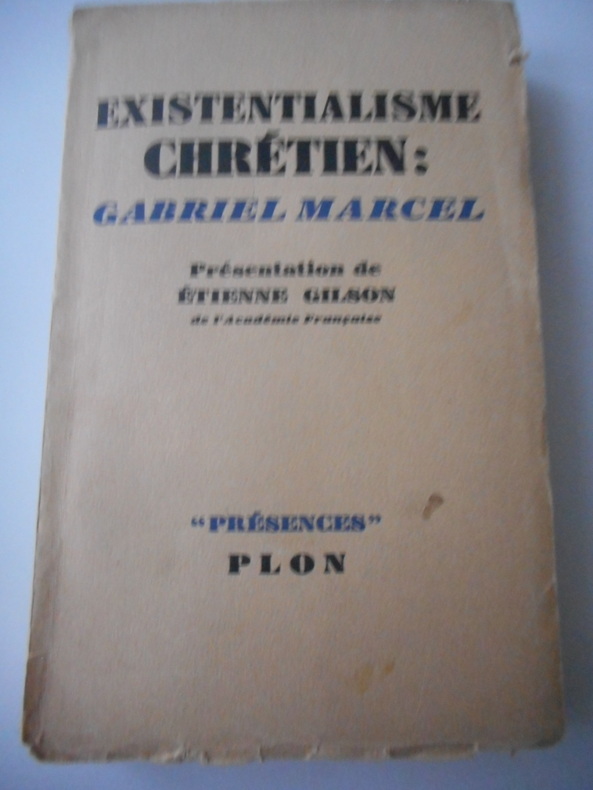 EXISTENTIALISME
CHRÉTIEN:
GABRIEL MARCEL
Présentation de
ÉTIENNE GILSON
de l'Académie Française
“PRÉSENCES”
PLON